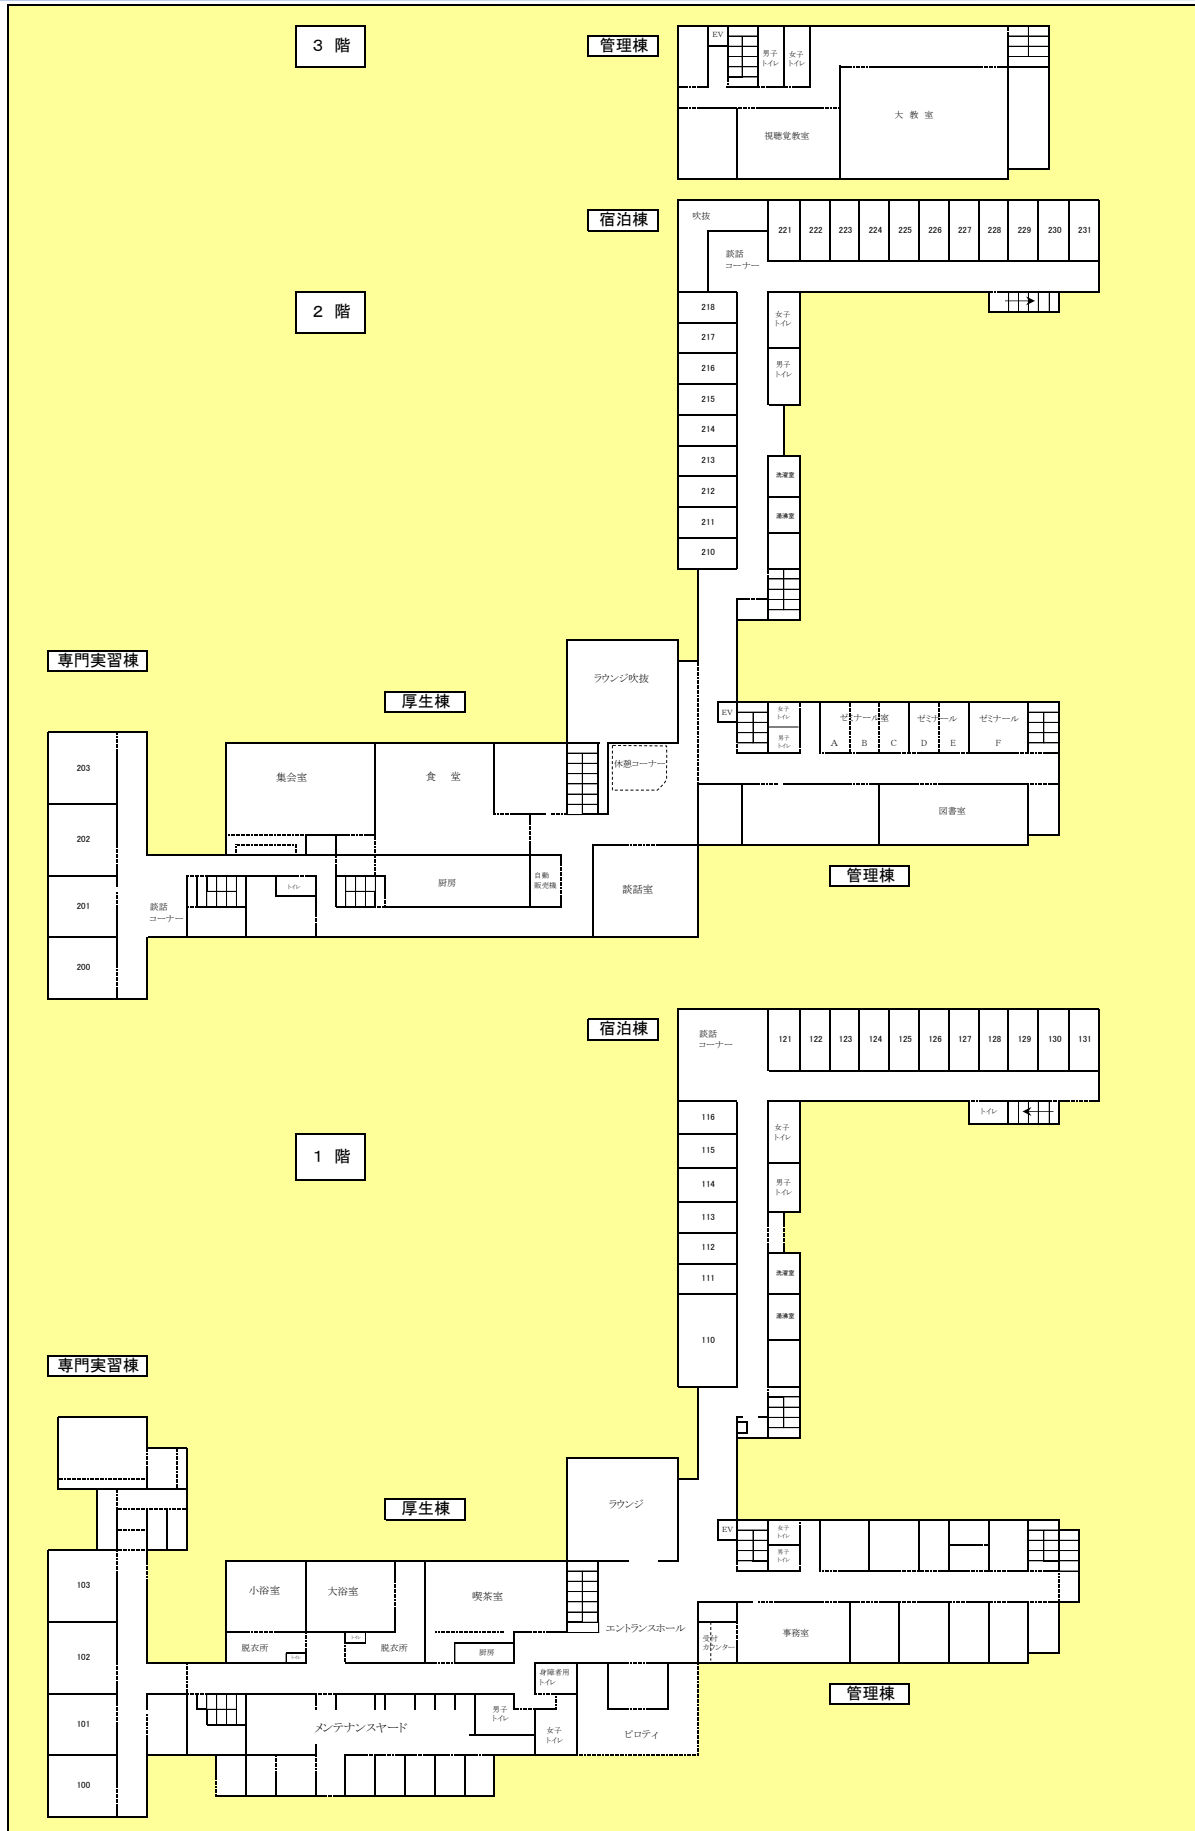 3 階
管理棟
EV
男子
トイレ
女子
トイレ
視聴覚教室
大 教 室
宿泊棟
吹抜
談話
コーナー
221
222
223
224
225
226
227
228
229
230
231
2 階
218
217
216
215
214
213
212
211
210
女子
トイレ
男子
トイレ
洗濯室
湯沸室
専門実習棟
厚生棟
ラウンジ吹抜
休憩コーナー
203
202
201
200
談話
コーナー
集会室
食 堂
トイレ
厨房
自動
販売機
談話室
EV
女子
トイレ
男子
トイレ
ゼミナール室
A
B
C
ゼミナール
D
E
ゼミナール
F
図書室
管理棟
宿泊棟
談話
コーナー
121
122
123
124
125
126
127
128
129
130
131
トイレ
1 階
116
115
114
113
112
111
110
女子
トイレ
男子
トイレ
洗濯室
湯沸室
専門実習棟
厚生棟
ラウンジ
103
102
101
100
小浴室
大浴室
喫茶室
脱衣所
トイレ
トイレ
脱衣所
厨房
エントランスホール
身障者用
トイレ
男子
トイレ
女子
トイレ
メンテナンスヤード
ピロティ
EV
女子
トイレ
男子
トイレ
受付
カウンター
事務室
管理棟